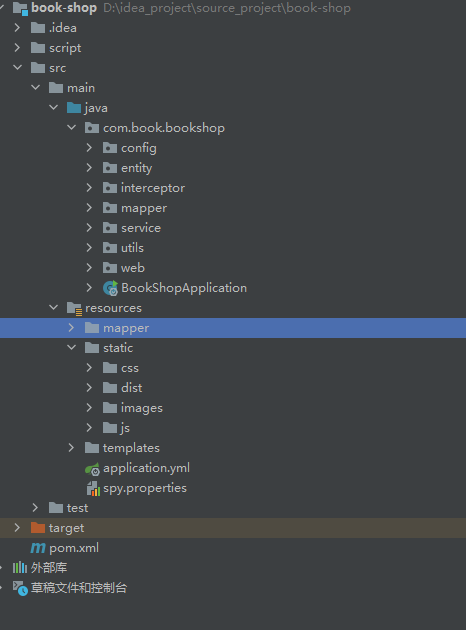 book-shop D:\idea_project\source_project\book-shop
.idea
script
src
main
java
com.book.bookshop
config
entity
interceptor
mapper
service
utils
web
BookShopApplication
resources
mapper
static
css
dist
images
js
templates
application.yml
spy.properties
test
target
pom.xml
外部库
草稿文件和控制台